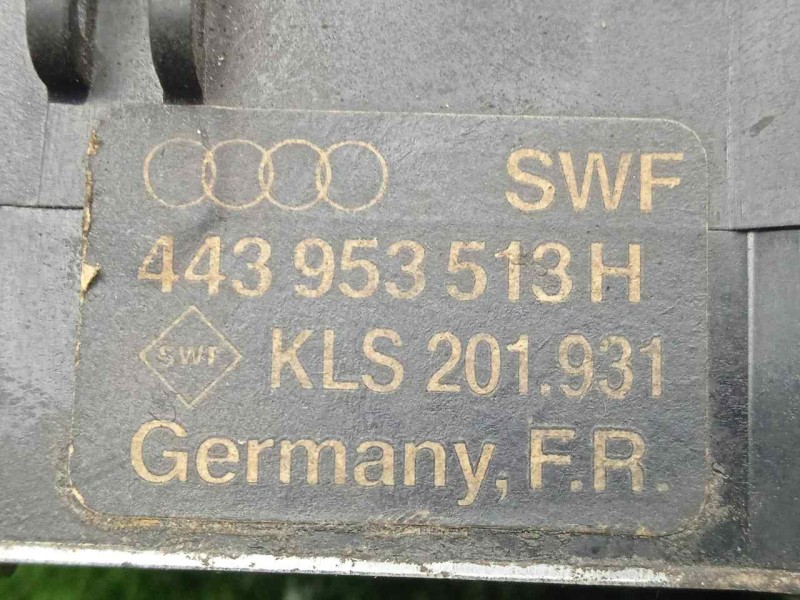 SWF
443 953 513 H
SWF KLS 201.931
Germany, F.R.